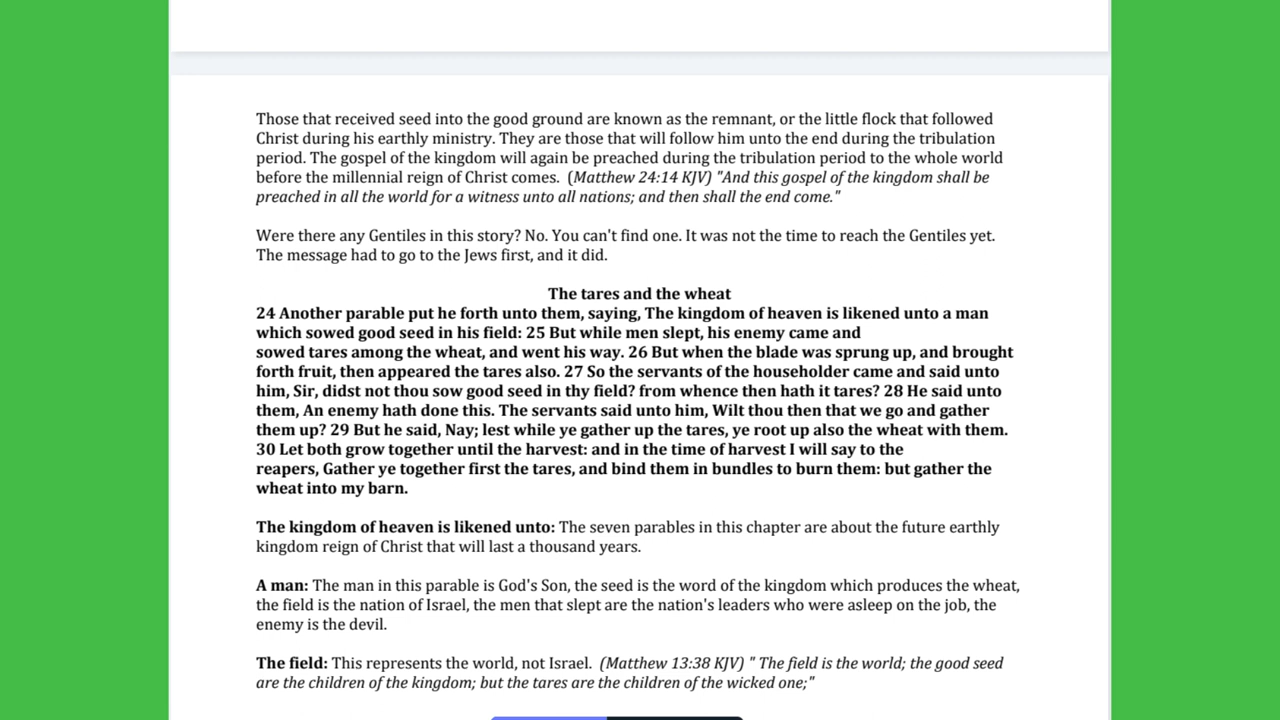 Those that received seed into the good ground are known as the remnant, or the little flock that followed
Christ during his earthly ministry. They are those that will follow him unto the end during the tribulation
period. The gospel of the kingdom will again be preached during the tribulation period to the whole world
before the millennial reign of Christ comes.  (Matthew 24:14 KJV) "And this gospel of the kingdom shall be
preached in all the world for a witness unto all nations; and then shall the end come."
Were there any Gentiles in this story? No. You can't find one. It was not the time to reach the Gentiles yet.
The message had to go to the Jews first, and it did.
The tares and the wheat
24 Another parable put he forth unto them, saying, The kingdom of heaven is likened unto a man
which sowed good seed in his field: 25 But while men slept, his enemy came and
sowed tares among the wheat, and went his way. 26 But when the blade was sprung up, and brought
forth fruit, then appeared the tares also. 27 So the servants of the householder came and said unto
him, Sir, didst not thou sow good seed in thy field? from whence then hath it tares? 28 He said unto
them, An enemy hath done this. The servants said unto him, Wilt thou then that we go and gather
them up? 29 But he said, Nay; lest while ye gather up the tares, ye root up also the wheat with them.
30 Let both grow together until the harvest: and in the time of harvest I will say to the
reapers, Gather ye together first the tares, and bind them in bundles to burn them: but gather the
wheat into my barn.
The kingdom of heaven is likened unto: The seven parables in this chapter are about the future earthly
kingdom reign of Christ that will last a thousand years.
A man: The man in this parable is God's Son, the seed is the word of the kingdom which produces the wheat,
the field is the nation of Israel, the men that slept are the nation's leaders who were asleep on the job, the
enemy is the devil.
The field: This represents the world, not Israel.  (Matthew 13:38 KJV) " The field is the world; the good seed
are the children of the kingdom; but the tares are the children of the wicked one;"